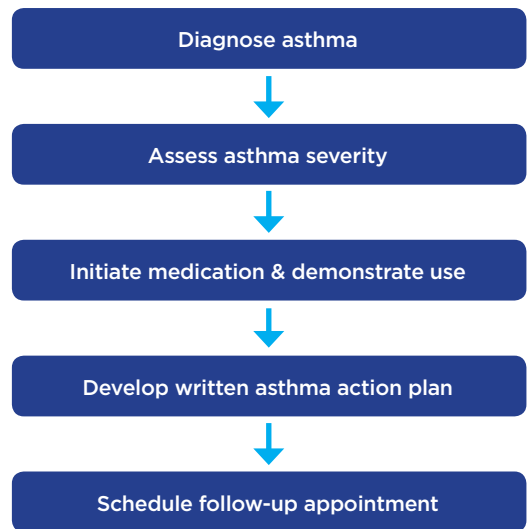 Diagnose asthma
Assess asthma severity
Initiate medication & demonstrate use
Develop written asthma action plan
Schedule follow-up appointment